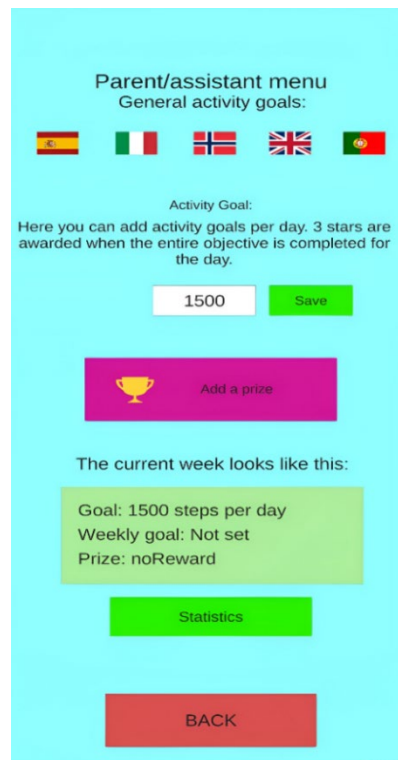 Parent/assistant menu
General activity goals:
Activity Goal:
Here you can add activity goals per day. 3 stars are
awarded when the entire objective is completed for
the day.
1500
Save
Add a prize
The current week looks like this:
Goal: 1500 steps per day
Weekly goal: Not set
Prize: noReward
Statistics
BACK